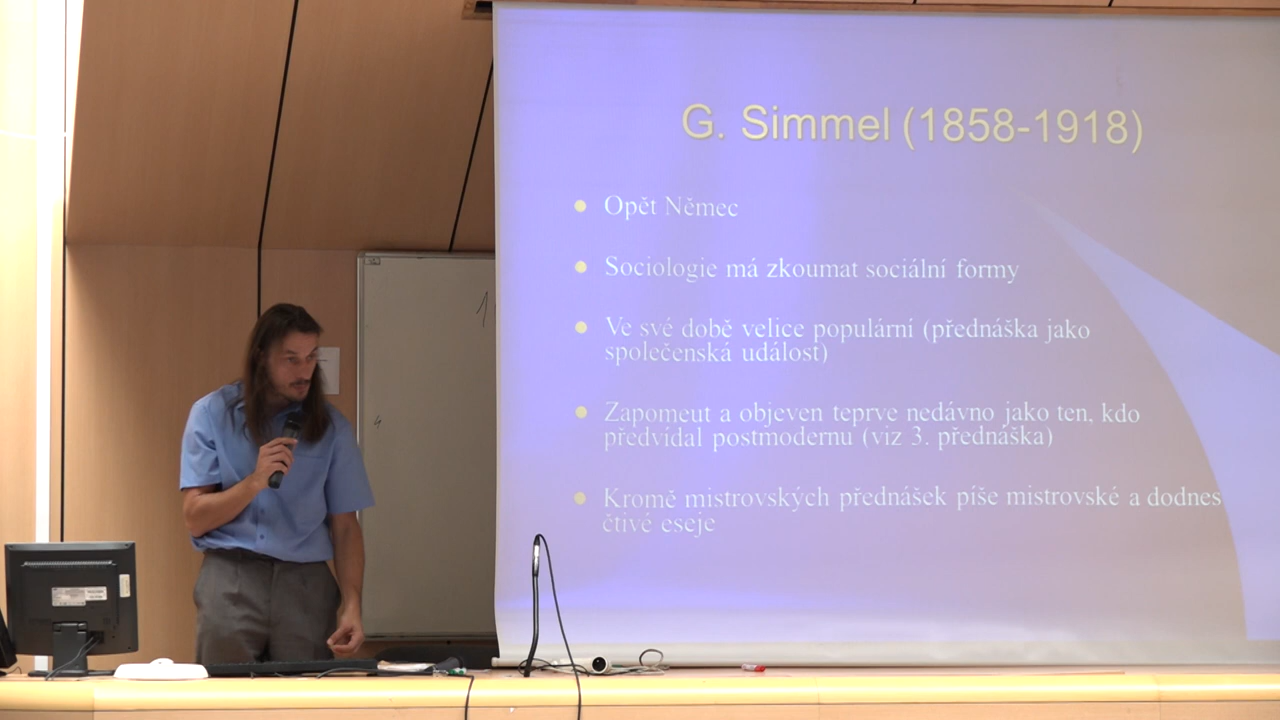 G. Simmel (1858-1918)
Opět Němec
Sociologie má zkoumat sociální formy
Ve své době velice populární (přednáška jako
společenská událost)
Zapomeut a objeven teprve nedávno jako ten, kdo
předvídal postmodernu (viz 3. přednáška)
Kromě mistrovských přednášek píše mistrovské a dodnes
čtivé eseje